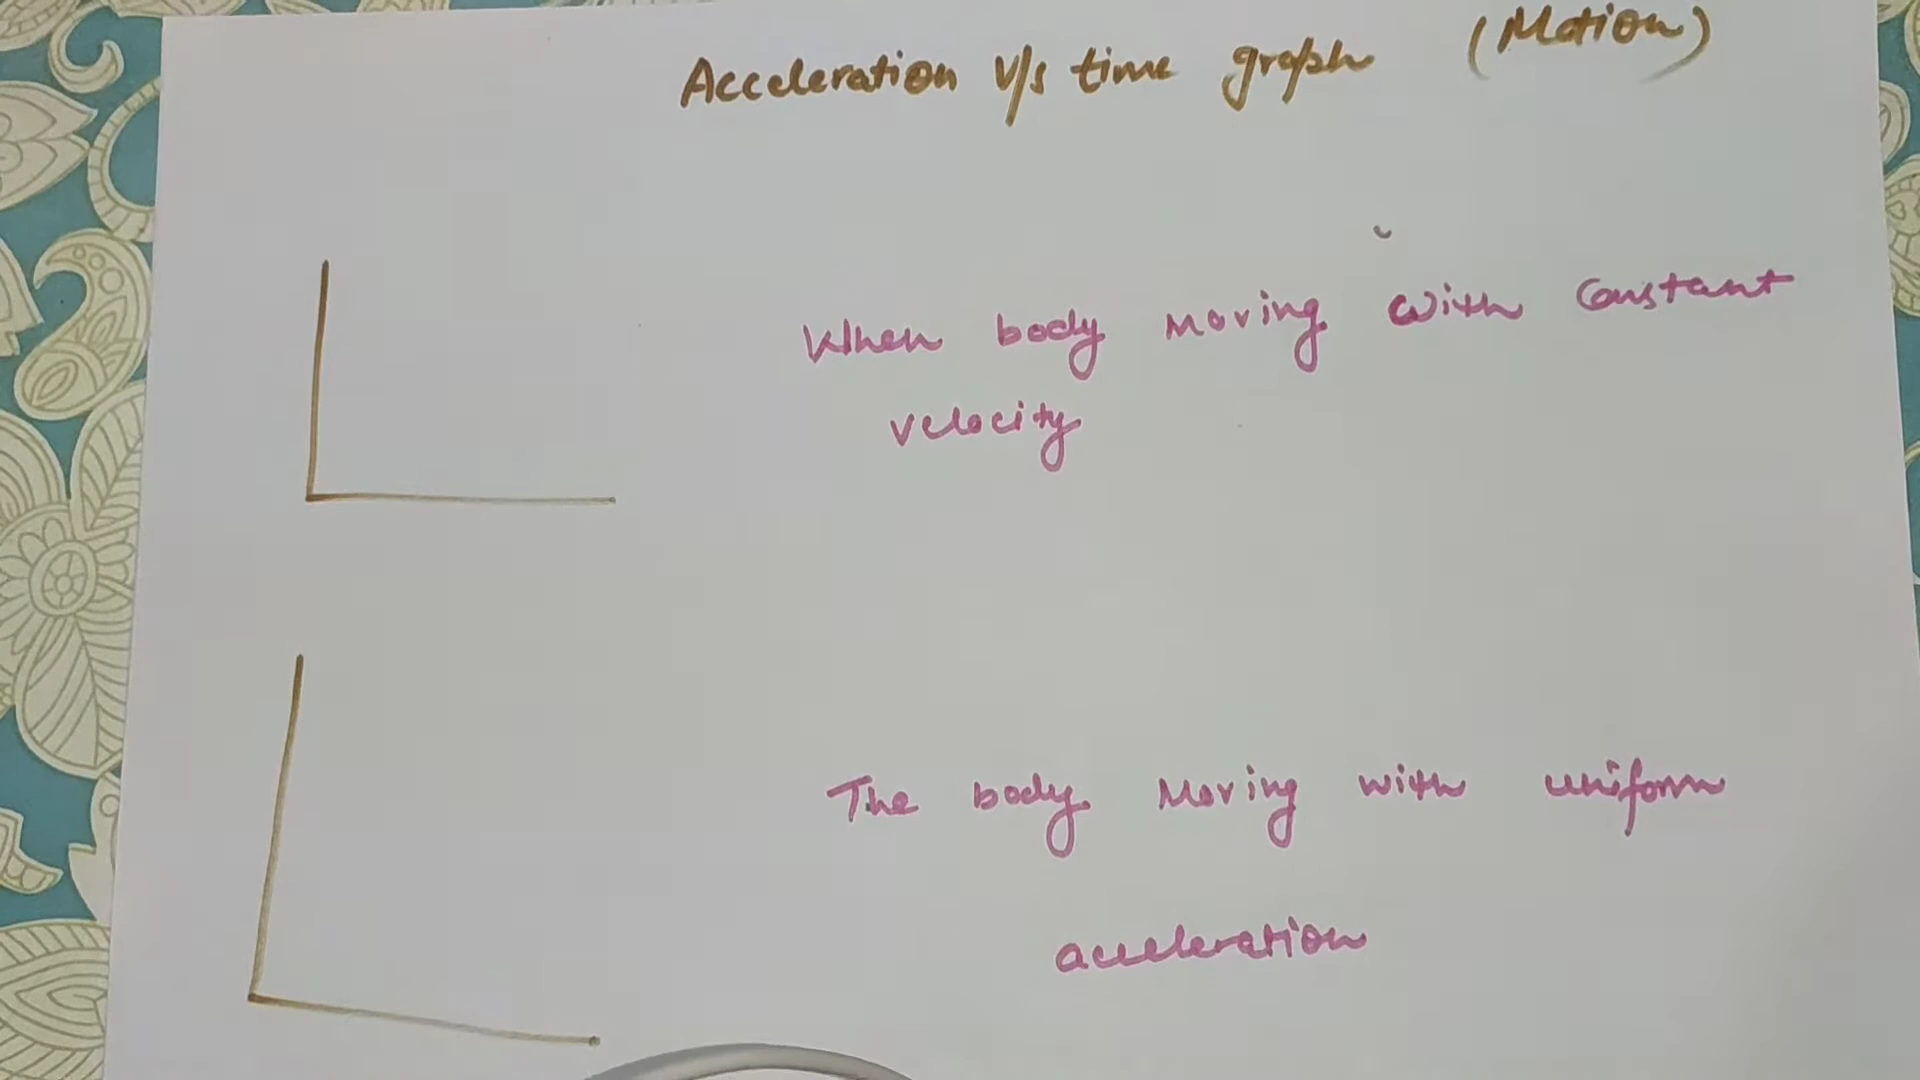 Acceleration v/s time graph (Motion)
When body moving with constant
velocity
The body moving with uniform
acceleration